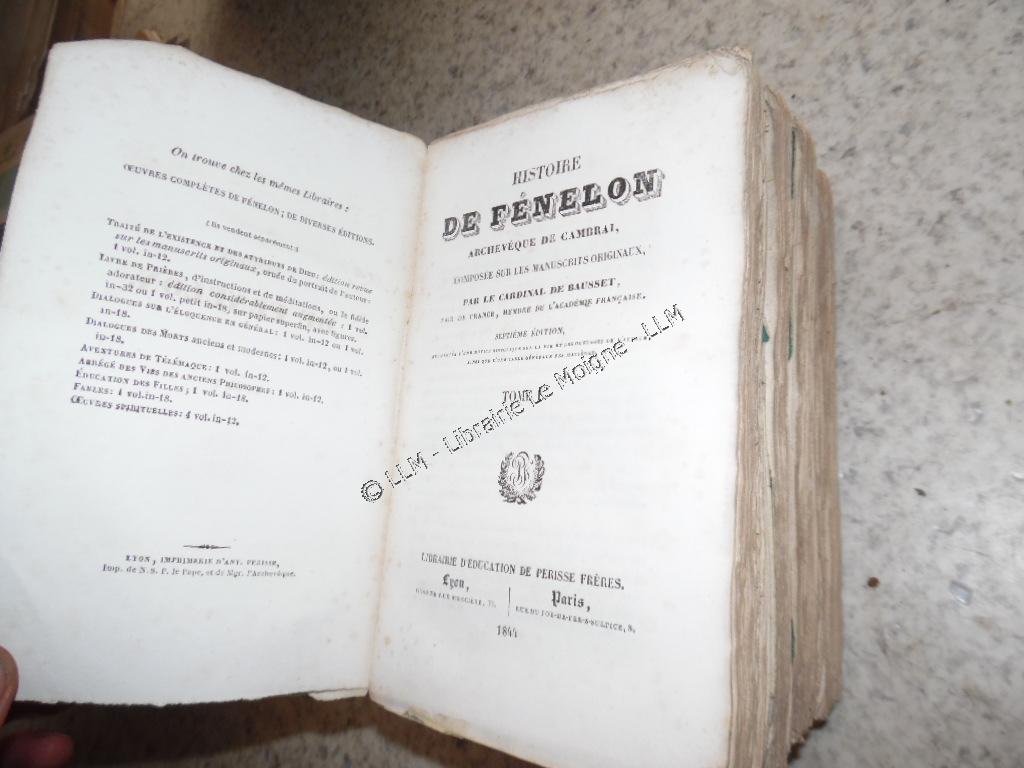 On trouve chez les mêmes Libraires :
ŒUVRES COMPLÈTES DE FÉNELON; DE DIVERSES ÉDITIONS.
(Ils vendent séparément :)
TRAITÉ DE L'EXISTENCE ET DES ATTRIBUTS DE DIEU: édition revue
sur les manuscrits originaux, ornée du portrait de l'auteur :
1 vol. in-12.
LIVRE DE PRIÈRES, d'instructions et de méditations, ou le fidèle
adorateur : édition considérablement augmentée : 1 vol.
in-32 ou 1 vol. petit in-18, sur papier superfin, avec figures.
DIALOGUES SUR L'ÉLOQUENCE EN GÉNÉRAL: 1 vol. in-12 ou 1 vol.
in-18.
DIALOGUES DES MORTS anciens et modernes: 1 vol. in-12, ou 1 vol.
in-18.
AVENTURES DE TÉLÉMAQUE: 1 vol. in-12.
ABRÉGÉ DES VIES DES ANCIENS PHILOSOPHES: 1 vol. in-12.
ÉDUCATION DES FILLES; 1 vol. in-18.
FABLES: 1 vol. in-18.
ŒUVRES SPIRITUELLES: 4 vol. in-12.
LYON, IMPRIMERIE D'ANT. PERISSE,
Imp. de N. S. P. le Pape, et de Mgr. l'Archevêque.
HISTOIRE
DE FÉNELON
ARCHEVÊQUE DE CAMBRAI,
COMPOSÉE SUR LES MANUSCRITS ORIGINAUX,
PAR LE CARDINAL DE BAUSSET,
PAIR DE FRANCE, MEMBRE DE L'ACADÉMIE FRANÇAISE.
SEPTIÈME ÉDITION,
TOME
© LLM - Librairie Le Moigne - LLM
LIBRAIRIE D'ÉDUCATION DE PERISSE FRÈRES.
Lyon,
Paris,
RUE DU POT-DE-FER-S-SULPICE, 8.
1844